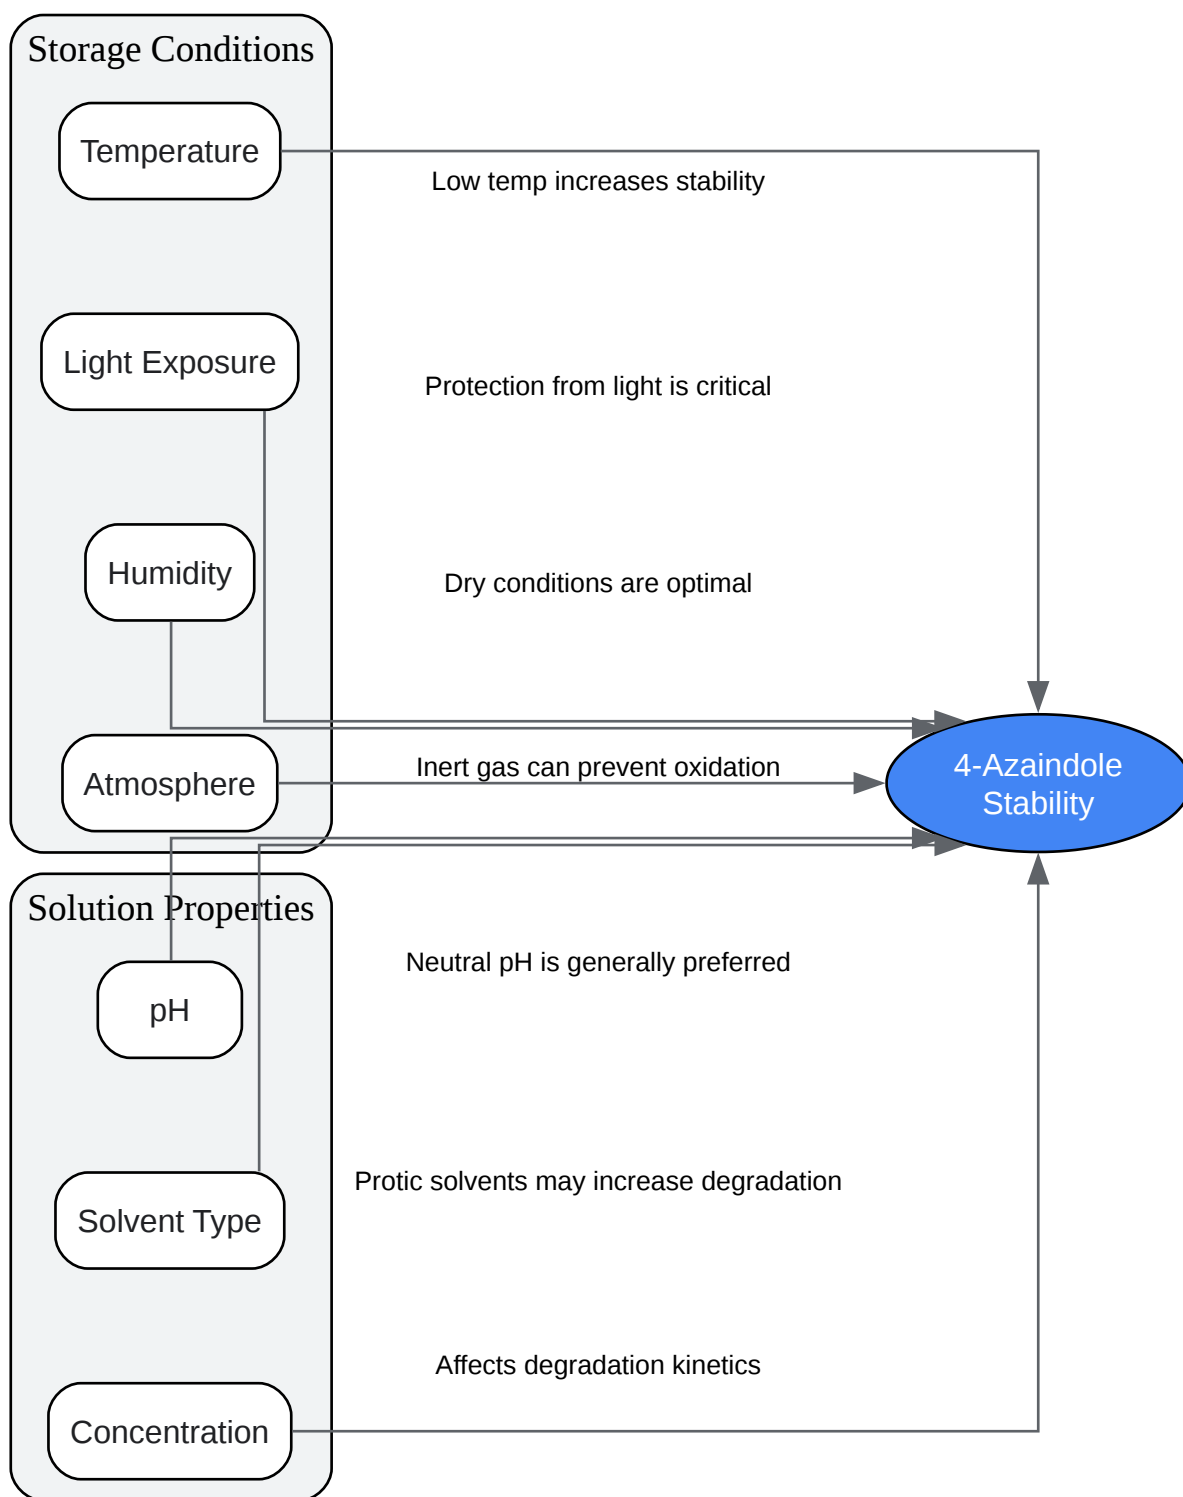 Storage Conditions
Temperature
Low temp increases stability
Light Exposure
Protection from light is critical
Humidity
Dry conditions are optimal
Atmosphere
Inert gas can prevent oxidation
4-Azaindole
Stability
Solution Properties
pH
Neutral pH is generally preferred
Solvent Type
Protic solvents may increase degradation
Concentration
Affects degradation kinetics